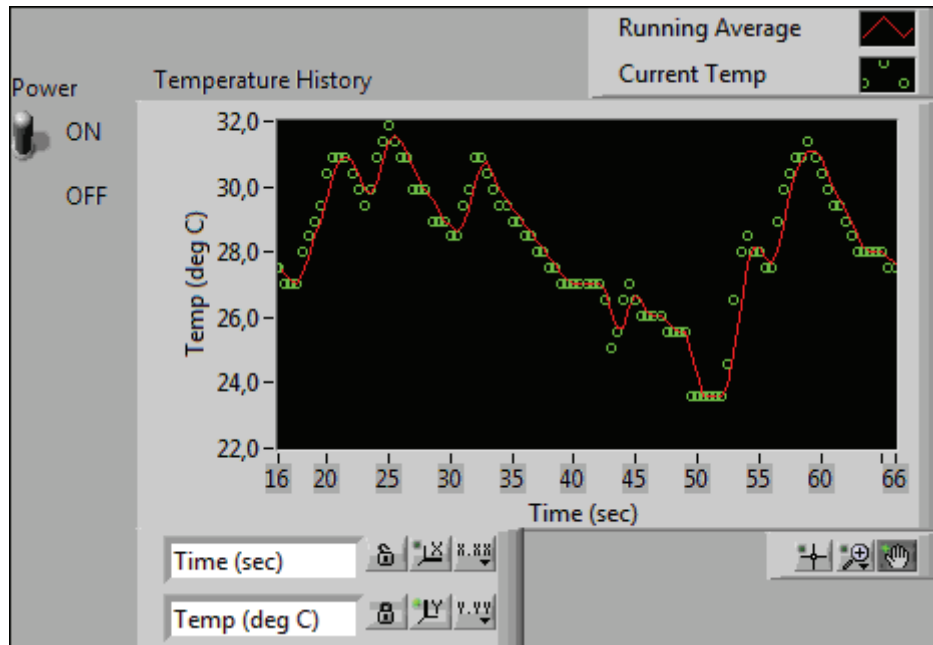 Running Average
Current Temp
Power
Temperature History
ON
OFF
Temp (deg C)
32,0
30,0
28,0
26,0
24,0
22,0
16 20 25 30 35 40 45 50 55 60 66
Time (sec)
Time (sec)
X
X.XX
Temp (deg C)
Y
Y.YY